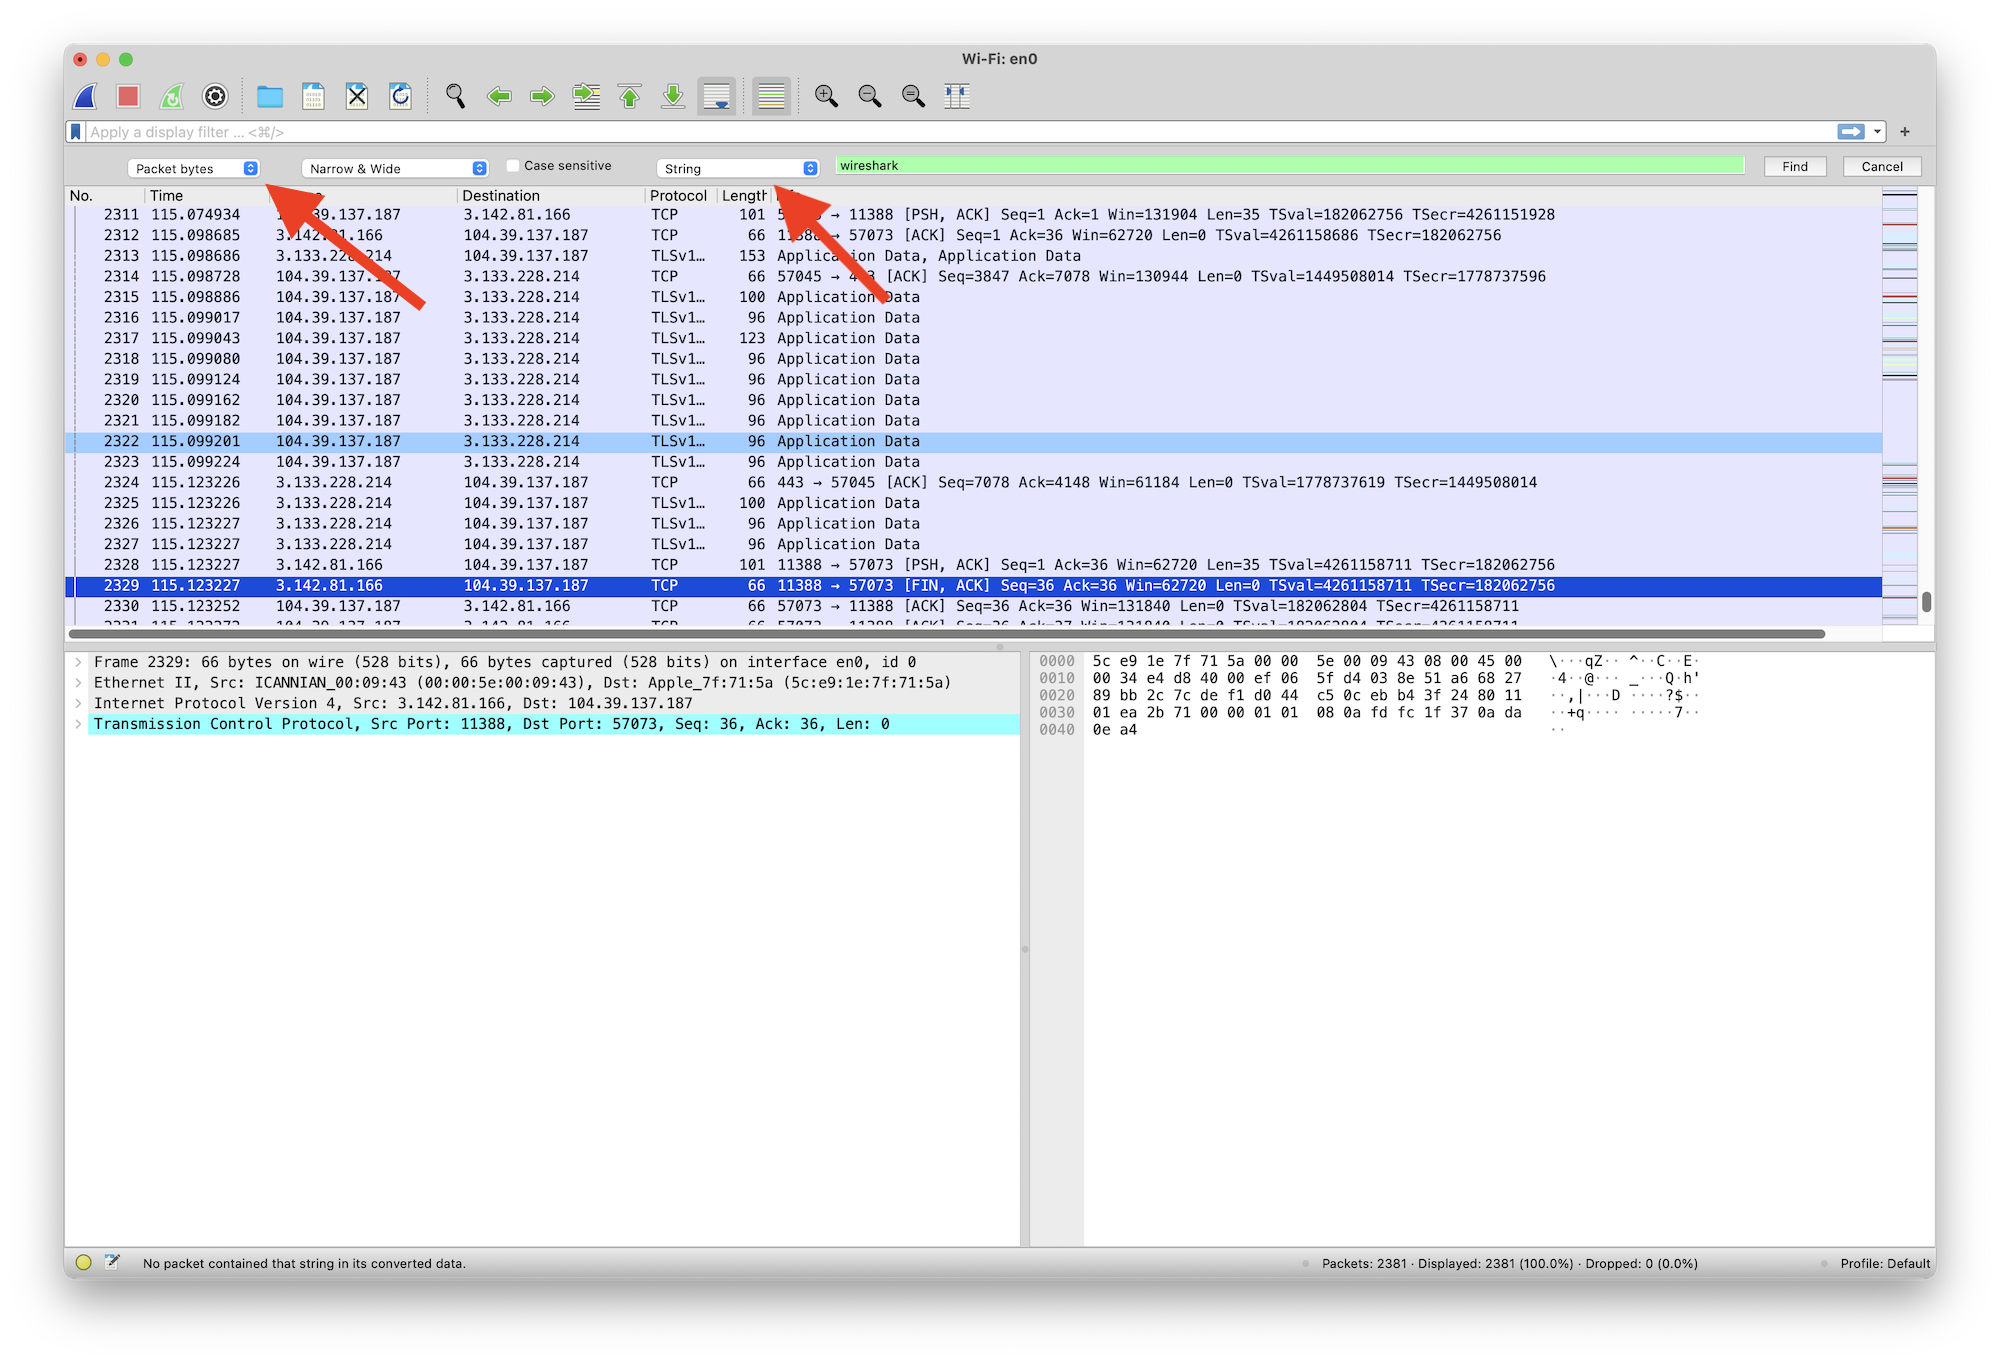 Wi-Fi: en0
Apply a display filter ... <⌘/>
Packet bytes Narrow & Wide Case sensitive String wireshark Find Cancel
No. Time Destination Protocol Length
2311 115.074934 39.137.187 3.142.81.166 TCP 101 → 11388 [PSH, ACK] Seq=1 Ack=1 Win=131904 Len=35 TSval=182062756 TSecr=4261151928
2312 115.098685 3.142.81.166 104.39.137.187 TCP 66 11388 → 57073 [ACK] Seq=1 Ack=36 Win=62720 Len=0 TSval=4261158686 TSecr=182062756
2313 115.098686 3.133.228.214 104.39.137.187 TLSv1… 153 Application Data, Application Data
2314 115.098728 104.39.137.187 3.133.228.214 TCP 66 57045 → 443 [ACK] Seq=3847 Ack=7078 Win=130944 Len=0 TSval=1449508014 TSecr=1778737596
2315 115.098886 104.39.137.187 3.133.228.214 TLSv1… 100 Application Data
2316 115.099017 104.39.137.187 3.133.228.214 TLSv1… 96 Application Data
2317 115.099043 104.39.137.187 3.133.228.214 TLSv1… 123 Application Data
2318 115.099080 104.39.137.187 3.133.228.214 TLSv1… 96 Application Data
2319 115.099124 104.39.137.187 3.133.228.214 TLSv1… 96 Application Data
2320 115.099162 104.39.137.187 3.133.228.214 TLSv1… 96 Application Data
2321 115.099182 104.39.137.187 3.133.228.214 TLSv1… 96 Application Data
2322 115.099201 104.39.137.187 3.133.228.214 TLSv1… 96 Application Data
2323 115.099224 104.39.137.187 3.133.228.214 TLSv1… 96 Application Data
2324 115.123226 3.133.228.214 104.39.137.187 TCP 66 443 → 57045 [ACK] Seq=7078 Ack=4148 Win=61184 Len=0 TSval=1778737619 TSecr=1449508014
2325 115.123226 3.133.228.214 104.39.137.187 TLSv1… 100 Application Data
2326 115.123227 3.133.228.214 104.39.137.187 TLSv1… 96 Application Data
2327 115.123227 3.133.228.214 104.39.137.187 TLSv1… 96 Application Data
2328 115.123227 3.142.81.166 104.39.137.187 TCP 101 11388 → 57073 [PSH, ACK] Seq=1 Ack=36 Win=62720 Len=35 TSval=4261158711 TSecr=182062756
2329 115.123227 3.142.81.166 104.39.137.187 TCP 66 11388 → 57073 [FIN, ACK] Seq=36 Ack=36 Win=62720 Len=0 TSval=4261158711 TSecr=182062756
2330 115.123252 104.39.137.187 3.142.81.166 TCP 66 57073 → 11388 [ACK] Seq=36 Ack=36 Win=131840 Len=0 TSval=182062804 TSecr=4261158711
Frame 2329: 66 bytes on wire (528 bits), 66 bytes captured (528 bits) on interface en0, id 0
Ethernet II, Src: ICANNIAN_00:09:43 (00:00:5e:00:09:43), Dst: Apple_7f:71:5a (5c:e9:1e:7f:71:5a)
Internet Protocol Version 4, Src: 3.142.81.166, Dst: 104.39.137.187
Transmission Control Protocol, Src Port: 11388, Dst Port: 57073, Seq: 36, Ack: 36, Len: 0
0000 5c e9 1e 7f 71 5a 00 00 5e 00 09 43 08 00 45 00 \···qZ·· ^··C··E·
0010 00 34 e4 d8 40 00 ef 06 5f d4 03 8e 51 a6 68 27 ·4··@··· _···Q·h'
0020 89 bb 2c 7c de f1 d0 44 c5 0c eb b4 3f 24 80 11 ··,|···D ····?$··
0030 01 ea 2b 71 00 00 01 01 08 0a fd fc 1f 37 0a da ··+q···· ·····7··
0040 0e a4 ··
No packet contained that string in its converted data. Packets: 2381 · Displayed: 2381 (100.0%) · Dropped: 0 (0.0%) Profile: Default